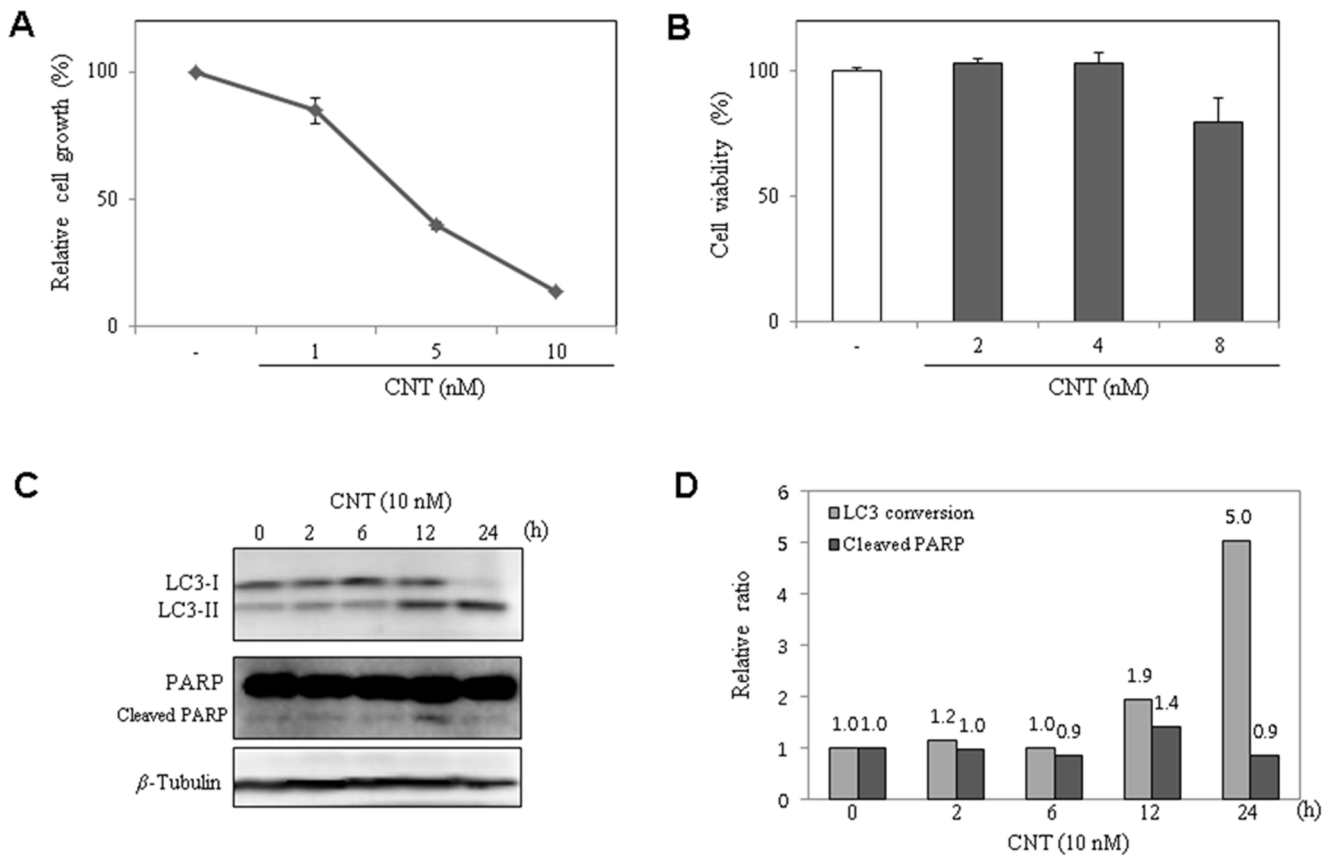 A
Relative cell growth (%)
100
50
0
- 1 5 10
CNT (nM)
B
Cell viability (%)
100
50
0
- 2 4 8
CNT (nM)
C
CNT (10 nM)
0 2 6 12 24 (h)
LC3-I
LC3-II
PARP
Cleaved PARP
β-Tubulin
D
Relative ratio
6
5
4
3
2
1
0
LC3 conversion
Cleaved PARP
1.0 1.0 1.2 1.0 1.0 0.9 1.9 1.4 5.0 0.9
0 2 6 12 24 (h)
CNT (10 nM)